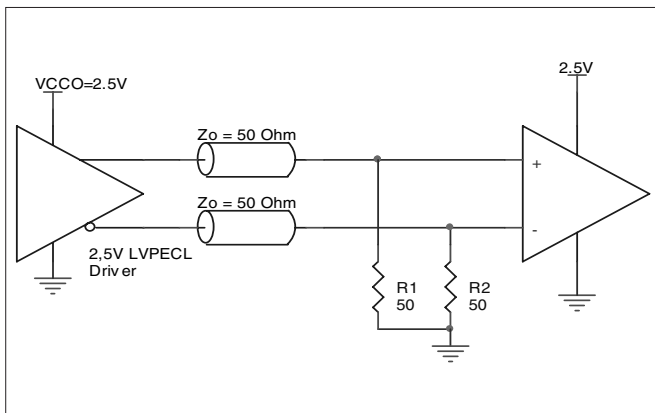 VCCO=2.5V
2.5V
Zo = 50 Ohm
+
Zo = 50 Ohm
-
2,5V LVPECL
Driver
R1
50
R2
50